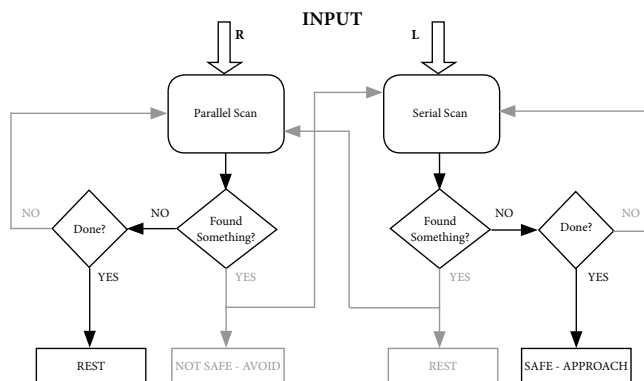 INPUT
R
L
Parallel Scan
Serial Scan
NO
Done?
NO
Found
Something?
Found
Something?
NO
Done?
NO
YES
YES
YES
YES
REST
NOT SAFE - AVOID
REST
SAFE - APPROACH